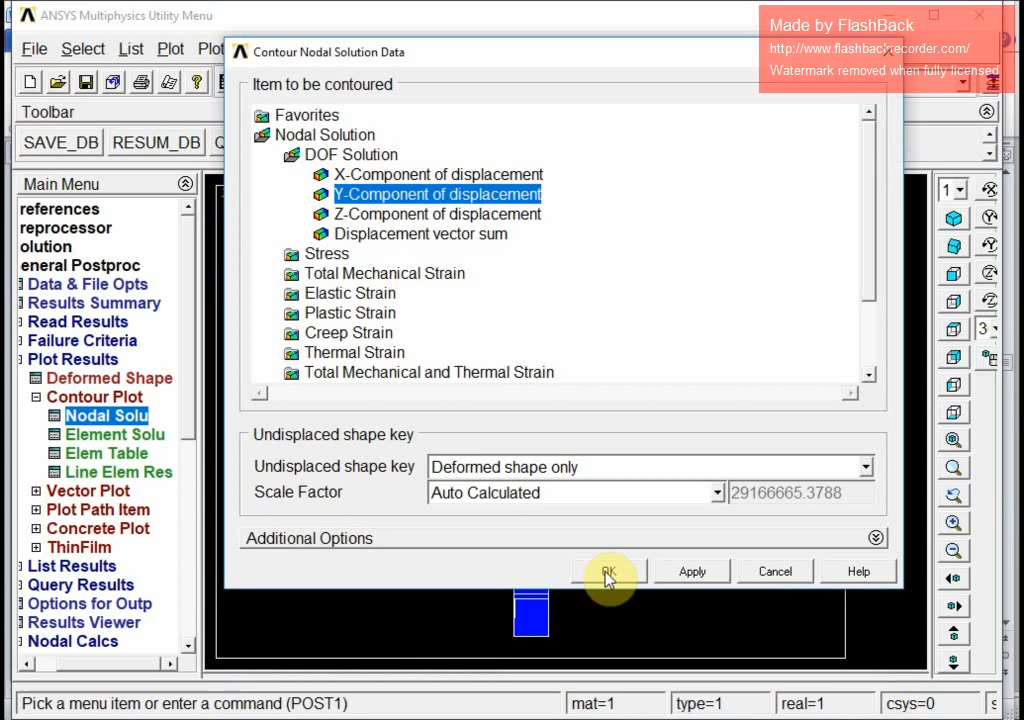 ANSYS Multiphysics Utility Menu
File Select List Plot Plot
Made by FlashBack
http://www.flashbackrecorder.com/
Watermark removed when fully licensed
Toolbar
SAVE_DB RESUM_DB
Main Menu
references
reprocessor
olution
eneral Postproc
Data & File Opts
Results Summary
Read Results
Failure Criteria
Plot Results
Deformed Shape
Contour Plot
Nodal Solu
Element Solu
Elem Table
Line Elem Res
Vector Plot
Plot Path Item
Concrete Plot
ThinFilm
List Results
Query Results
Options for Outp
Results Viewer
Nodal Calcs
Contour Nodal Solution Data
Item to be contoured
Favorites
Nodal Solution
DOF Solution
X-Component of displacement
Y-Component of displacement
Z-Component of displacement
Displacement vector sum
Stress
Total Mechanical Strain
Elastic Strain
Plastic Strain
Creep Strain
Thermal Strain
Total Mechanical and Thermal Strain
Undisplaced shape key
Undisplaced shape key Deformed shape only
Scale Factor Auto Calculated 29166665.3788
Additional Options
OK Apply Cancel Help
1
3
Pick a menu item or enter a command (POST1) mat=1 type=1 real=1 csys=0